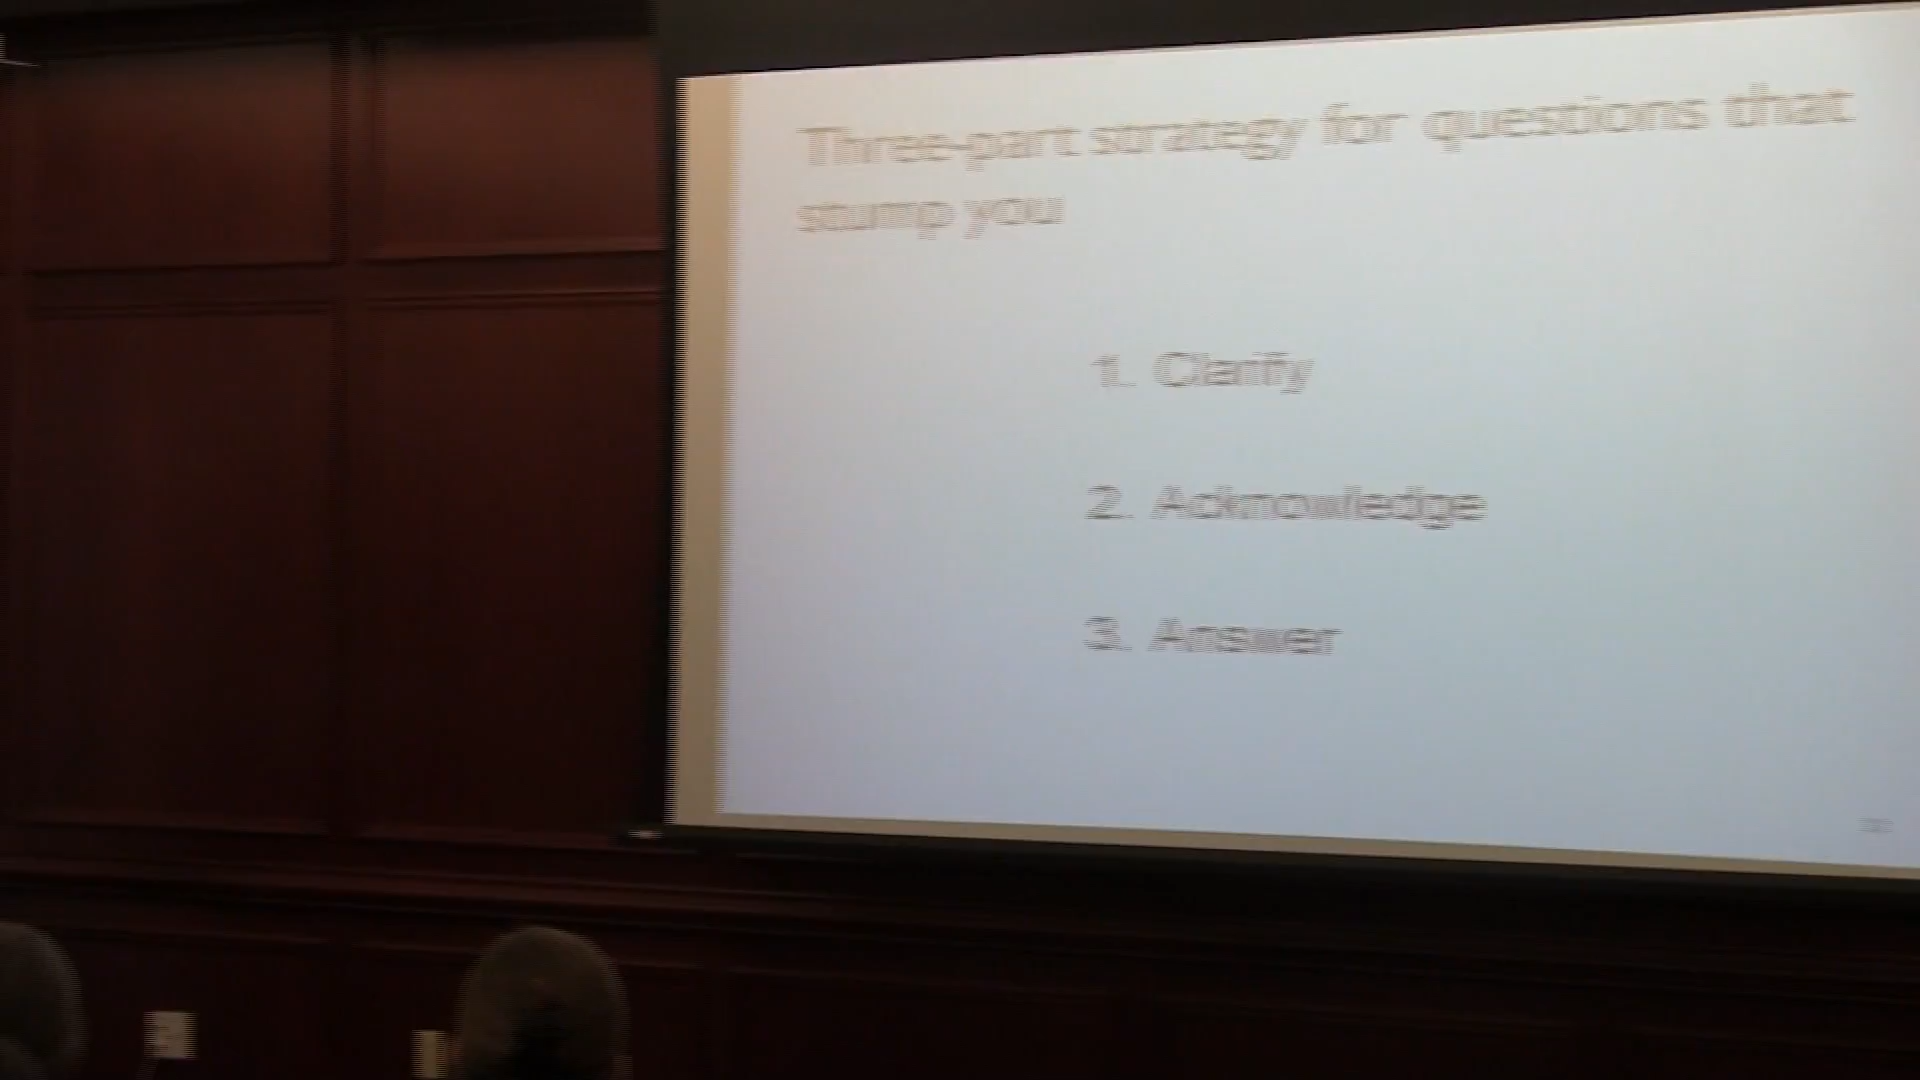 Three-part strategy for questions that
stump you
1. Clarify
2. Acknowledge
3. Answer